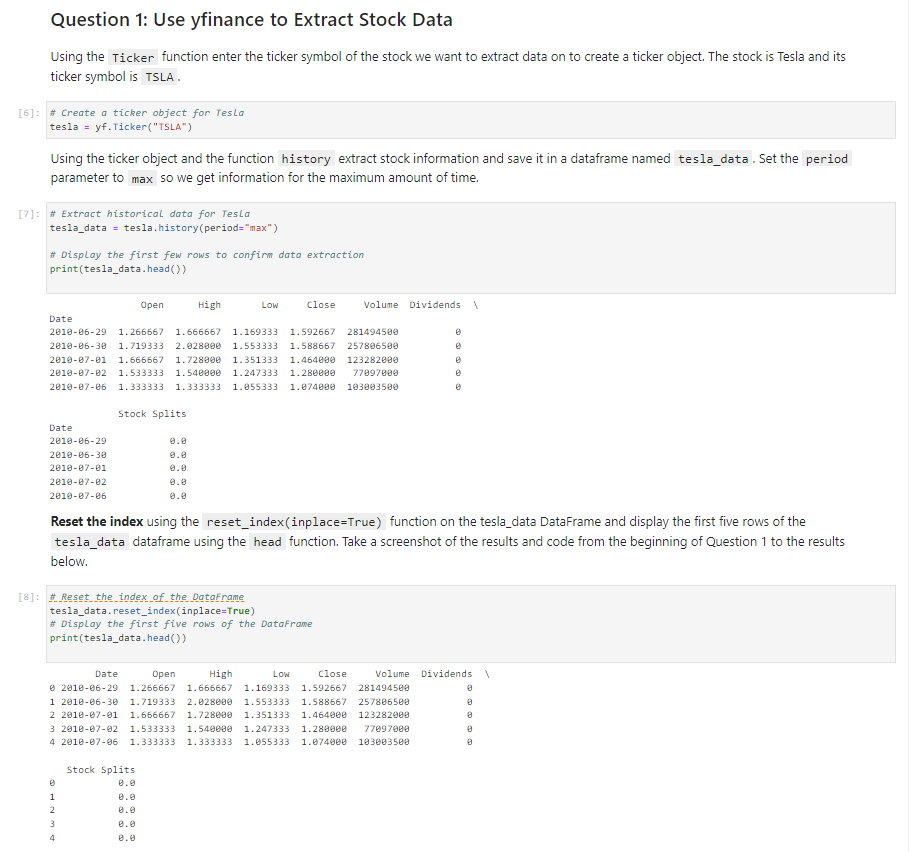 Question 1: Use yfinance to Extract Stock Data
Using the Ticker function enter the ticker symbol of the stock we want to extract data on to create a ticker object. The stock is Tesla and its
ticker symbol is TSLA.
[6]: # Create a ticker object for Tesla
tesla = yf.Ticker("TSLA")
Using the ticker object and the function history extract stock information and save it in a dataframe named tesla_data. Set the period
parameter to max so we get information for the maximum amount of time.
[7]: # Extract historical data for Tesla
tesla_data = tesla.history(period="max")
# Display the first few rows to confirm data extraction
print(tesla_data.head())
Open High Low Close Volume Dividends \
Date
2010-06-29 1.266667 1.666667 1.169333 1.592667 281494500 0
2010-06-30 1.719333 2.028000 1.553333 1.588667 257806500 0
2010-07-01 1.666667 1.728000 1.351333 1.464000 123282000 0
2010-07-02 1.533333 1.540000 1.247333 1.280000 77097000 0
2010-07-06 1.333333 1.333333 1.055333 1.074000 103003500 0
Stock Splits
Date
2010-06-29 0.0
2010-06-30 0.0
2010-07-01 0.0
2010-07-02 0.0
2010-07-06 0.0
Reset the index using the reset_index(inplace=True) function on the tesla_data DataFrame and display the first five rows of the
tesla_data dataframe using the head function. Take a screenshot of the results and code from the beginning of Question 1 to the results
below.
[8]: # Reset the index of the DataFrame
tesla_data.reset_index(inplace=True)
# Display the first five rows of the DataFrame
print(tesla_data.head())
Date Open High Low Close Volume Dividends \
0 2010-06-29 1.266667 1.666667 1.169333 1.592667 281494500 0
1 2010-06-30 1.719333 2.028000 1.553333 1.588667 257806500 0
2 2010-07-01 1.666667 1.728000 1.351333 1.464000 123282000 0
3 2010-07-02 1.533333 1.540000 1.247333 1.280000 77097000 0
4 2010-07-06 1.333333 1.333333 1.055333 1.074000 103003500 0
Stock Splits
0 0.0
1 0.0
2 0.0
3 0.0
4 0.0